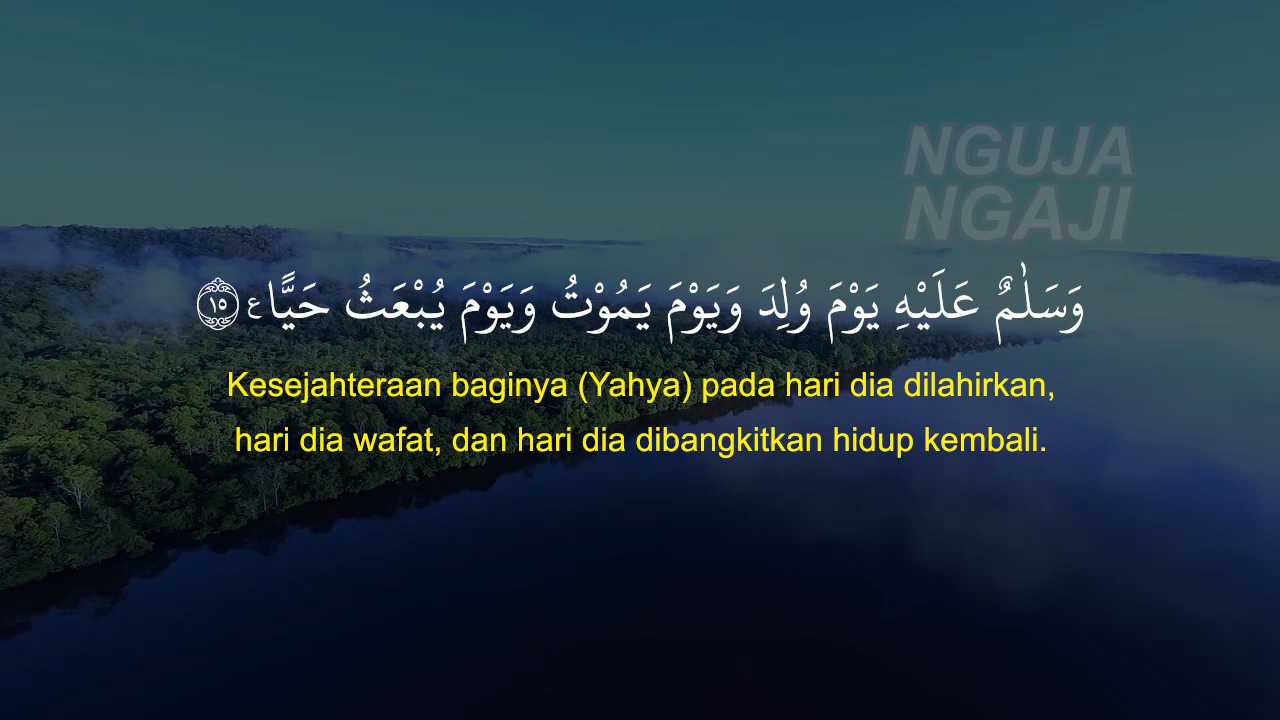 NGUJA
NGAJI
وَسَلٰمٌ عَلَيْهِ يَوْمَ وُلِدَ وَيَوْمَ يَمُوْتُ وَيَوْمَ يُبْعَثُ حَيًّا ࣖ ١٥
Kesejahteraan baginya (Yahya) pada hari dia dilahirkan,
hari dia wafat, dan hari dia dibangkitkan hidup kembali.